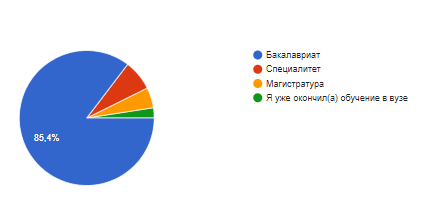 Бакалавриат
Специалитет
Магистратура
Я уже окончил(а) обучение в вузе
85,4%